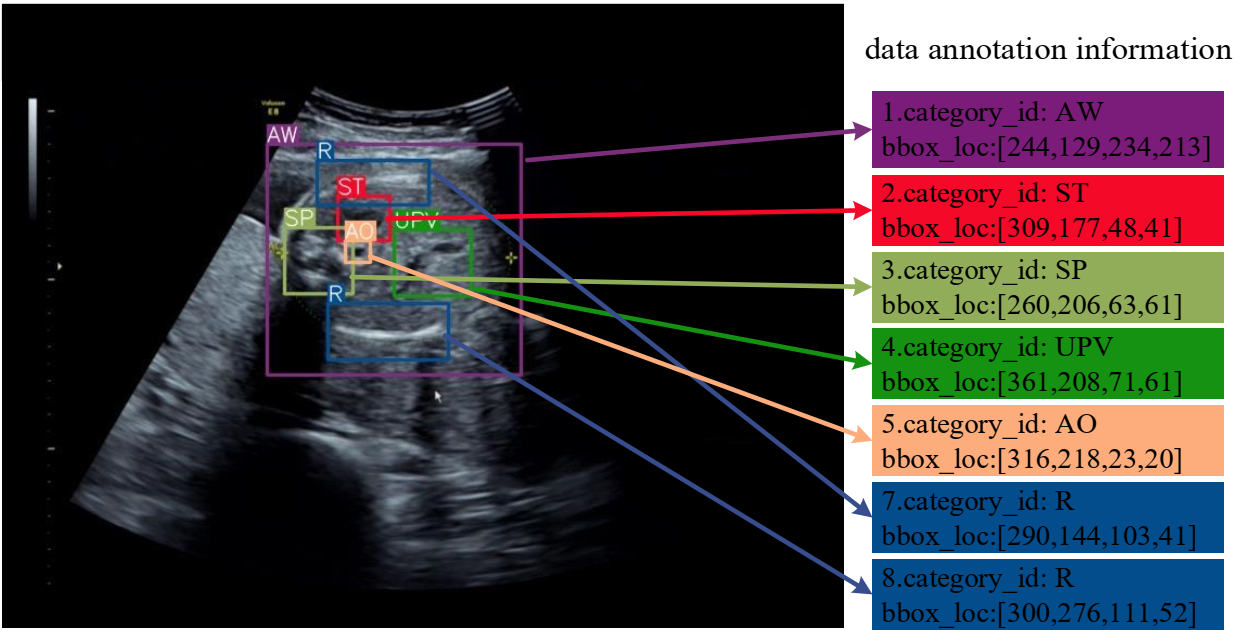 data annotation information
Voluson
E8
AW
R
ST
SP
AO
UPV
R
1.category_id: AW
bbox_loc:[244,129,234,213]
2.category_id: ST
bbox_loc:[309,177,48,41]
3.category_id: SP
bbox_loc:[260,206,63,61]
4.category_id: UPV
bbox_loc:[361,208,71,61]
5.category_id: AO
bbox_loc:[316,218,23,20]
7.category_id: R
bbox_loc:[290,144,103,41]
8.category_id: R
bbox_loc:[300,276,111,52]